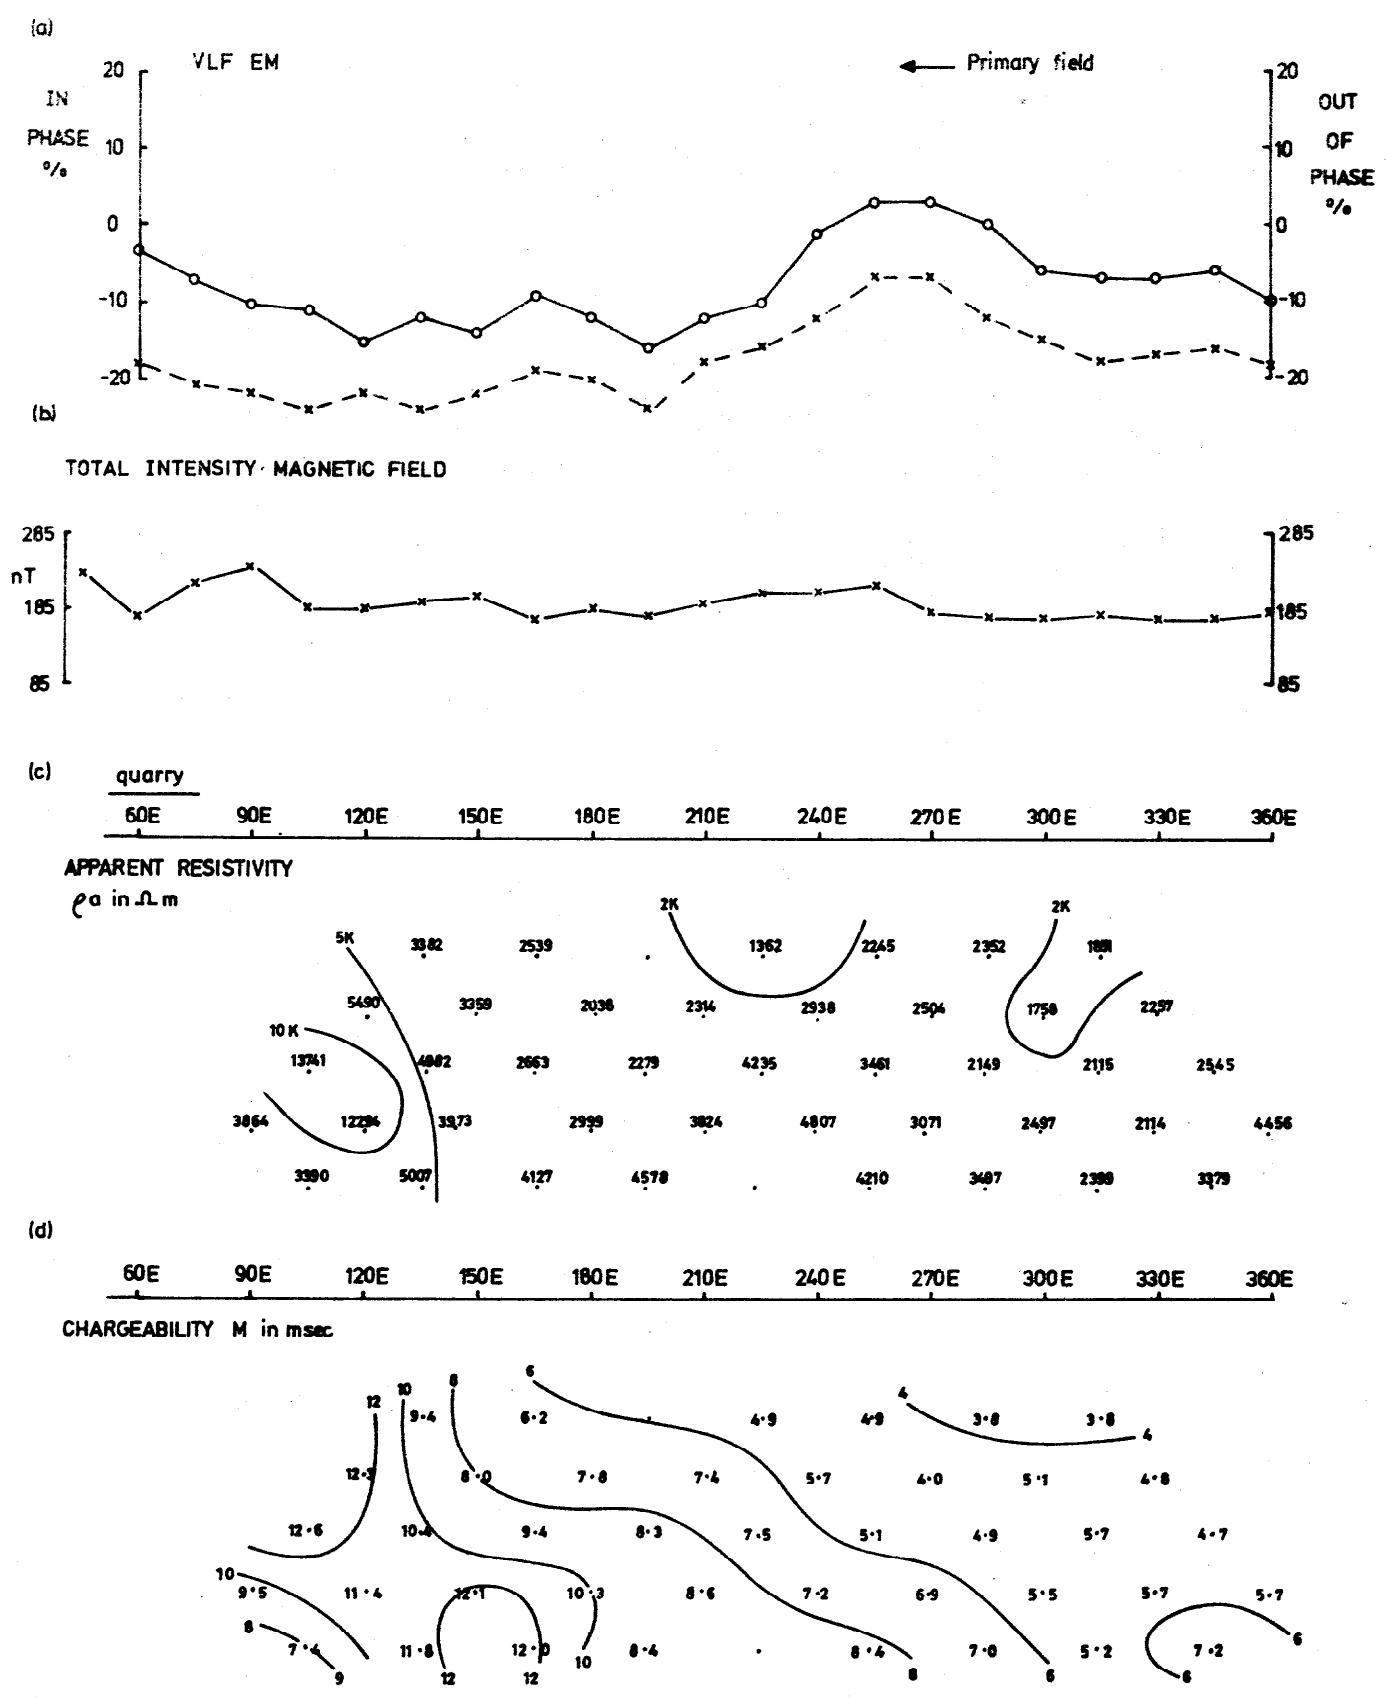 (a)
VLF EM
Primary field
20
20
IN
OUT
PHASE
10
10
OF
%
PHASE
%
0
0
-10
-10
-20
-20
(b)
TOTAL INTENSITY MAGNETIC FIELD
285
285
nT
185
185
85
85
(c)
quarry
60E 90E 120E 150E 180E 210E 240E 270E 300E 330E 360E
APPARENT RESISTIVITY
ρa in Ω m
2K 2K
5K 3382 2539 1362 2245 2352
5490 3359 2036 2314 2938 2504 1758 2257
10K
13741 4982 2663 2279 4235 3461 2149 2115 2545
3864 12294 3973 2999 3824 4807 3071 2497 2114 4456
3390 5007 4127 4578 4210 3487 2399 3379
(d)
60E 90E 120E 150E 180E 210E 240E 270E 300E 330E 360E
CHARGEABILITY M in msec
12 10 8 6 4
9.4 6.2 4.9 4.9 3.8 3.8 4
12.3 8.0 7.8 7.4 5.7 4.0 5.1 4.8
12.6 10.4 9.4 8.3 7.5 5.1 4.9 5.7 4.7
10
9.5 11.4 12.1 10.3 8.6 7.2 6.9 5.5 5.7 5.7
8 7.4 11.8 12.0 8.4 8.4 7.0 5.2 7.2 6
9 12 12 10 8 6 6